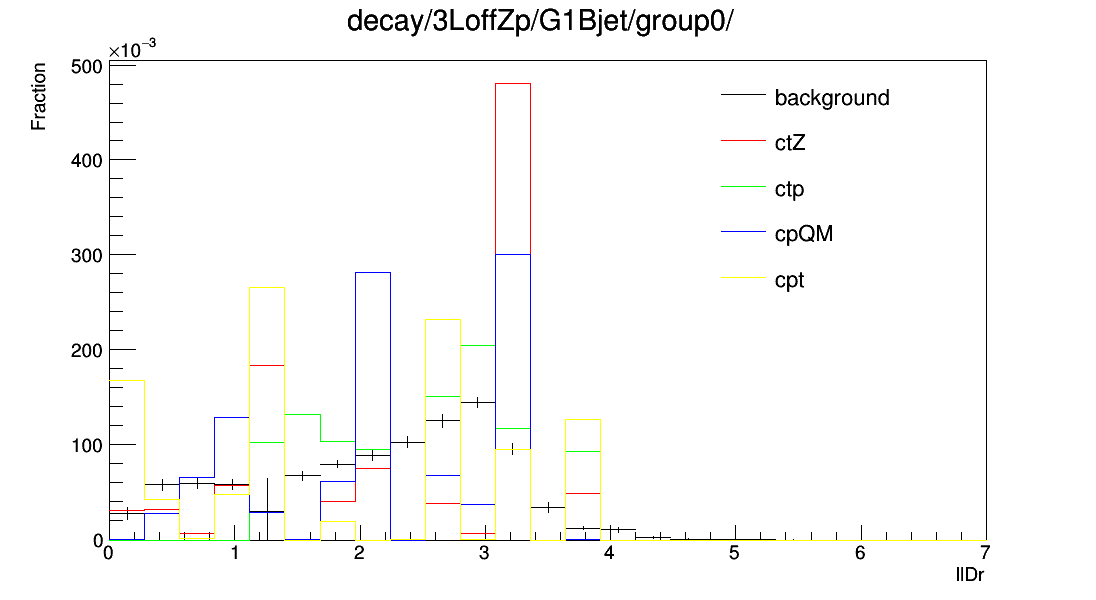 decay/3LoffZp/G1Bjet/group0/
×10⁻³
Fraction
500
400
300
200
100
0
background
ctZ
ctp
cpQM
cpt
0 1 2 3 4 5 6 7
llDr